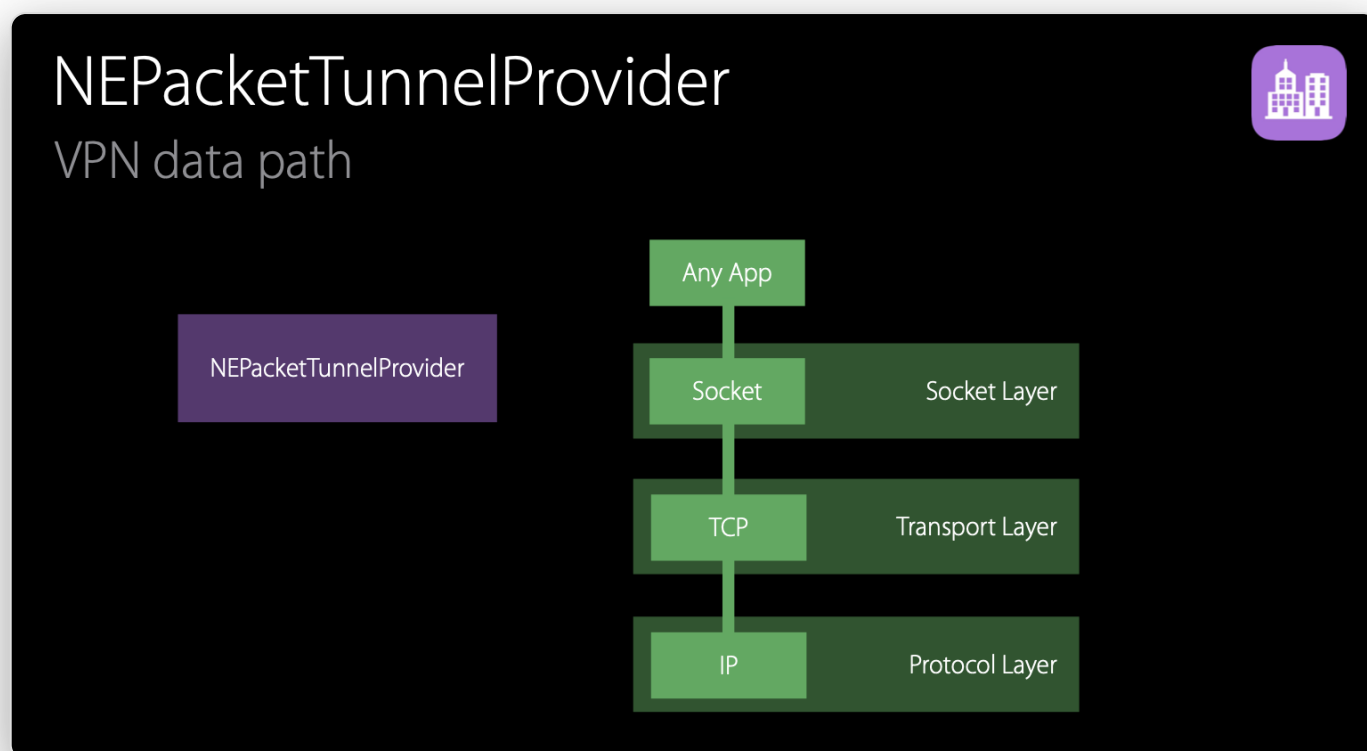 NEPacketTunnelProvider
VPN data path
Any App
NEPacketTunnelProvider
Socket
Socket Layer
TCP
Transport Layer
IP
Protocol Layer